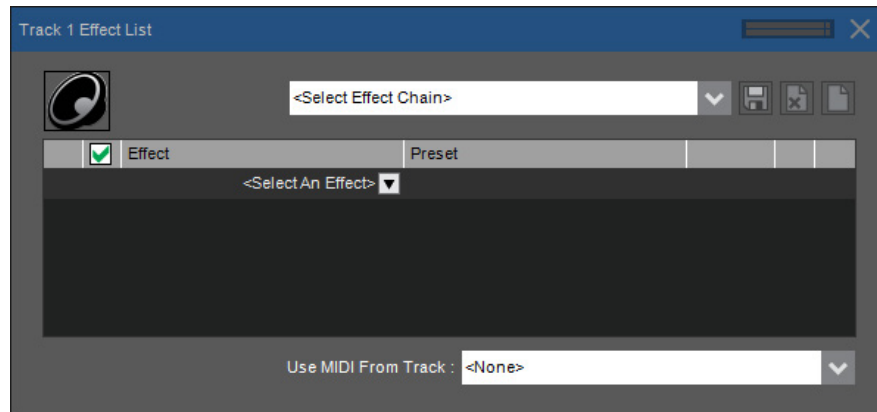 Track 1 Effect List
<Select Effect Chain>
Effect Preset
<Select An Effect>
Use MIDI From Track : <None>